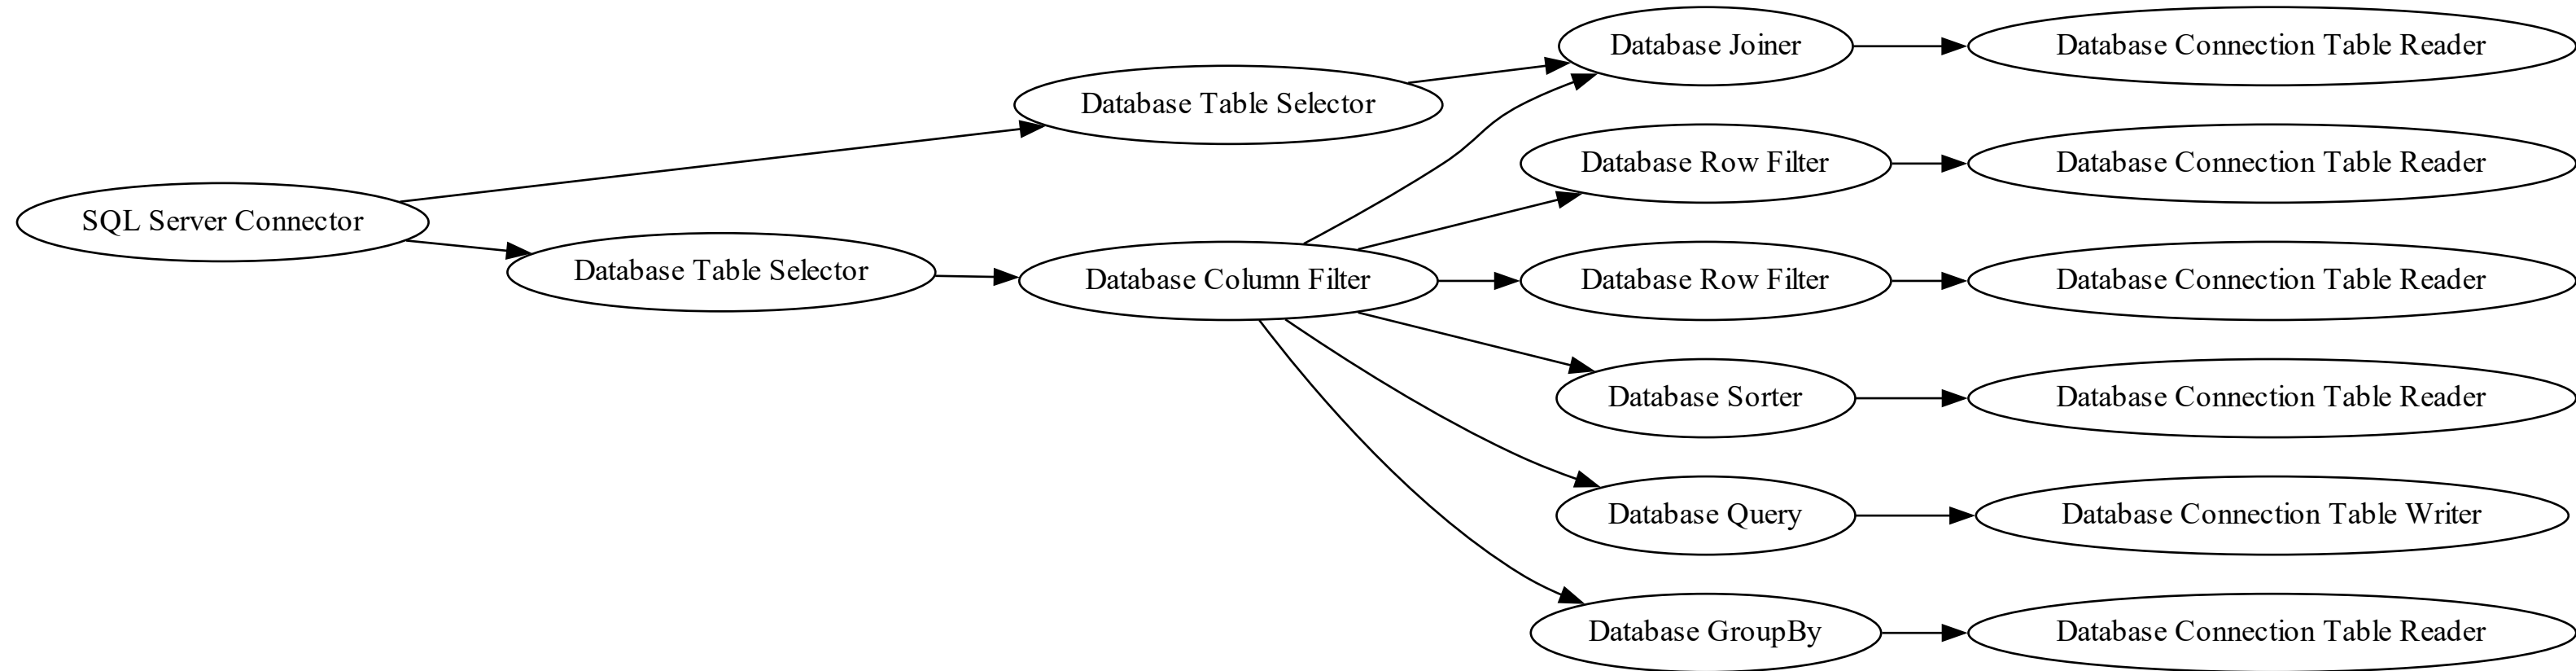 SQL Server Connector
Database Table Selector
Database Table Selector
Database Column Filter
Database Joiner
Database Connection Table Reader
Database Row Filter
Database Connection Table Reader
Database Row Filter
Database Connection Table Reader
Database Sorter
Database Connection Table Reader
Database Query
Database Connection Table Writer
Database GroupBy
Database Connection Table Reader